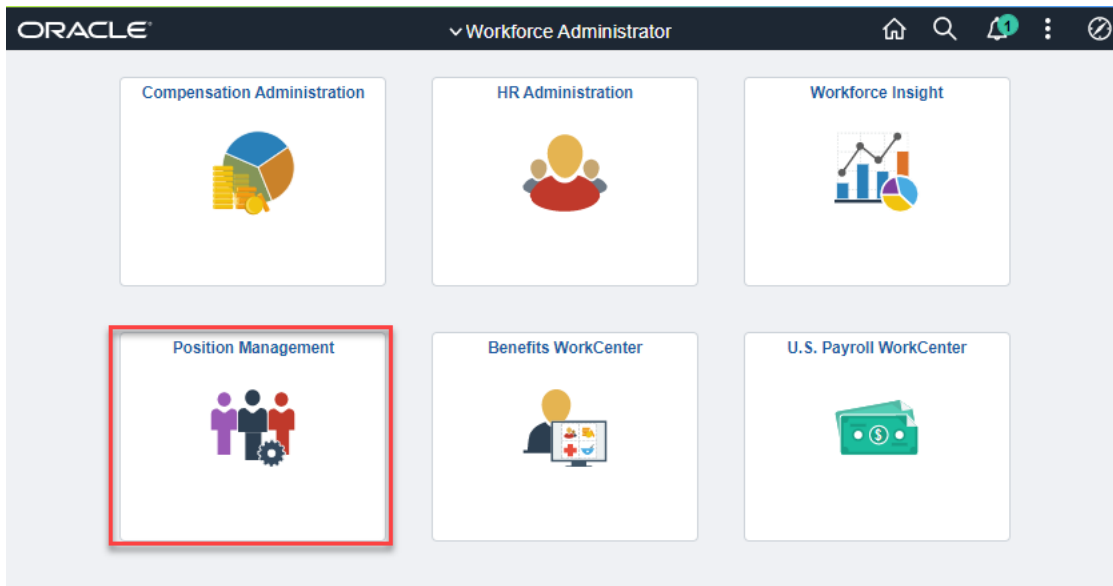 ORACLE
Workforce Administrator
1
Compensation Administration
HR Administration
Workforce Insight
Position Management
Benefits WorkCenter
U.S. Payroll WorkCenter
$